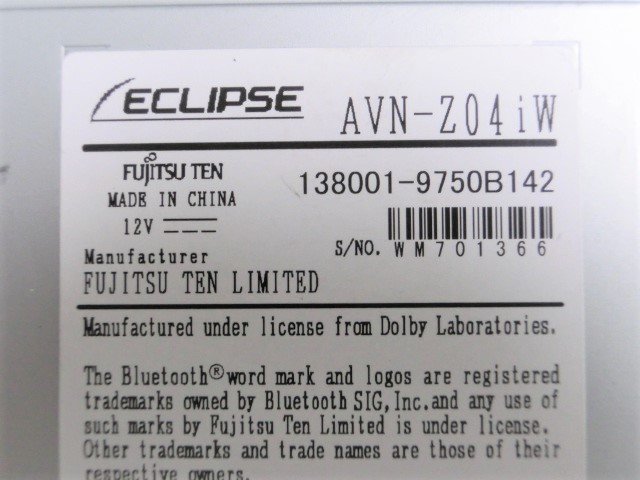 ECLIPSE AVN-Z04iW
FUJITSU TEN 138001-9750B142
MADE IN CHINA
12V
S/NO. WM701366
Manufacturer
FUJITSU TEN LIMITED
Manufactured under license from Dolby Laboratories.
The Bluetooth® word mark and logos are registered
trademarks owned by Bluetooth SIG, Inc. and any use of
such marks by Fujitsu Ten Limited is under license.
Other trademarks and trade names are those of their
respective owners.